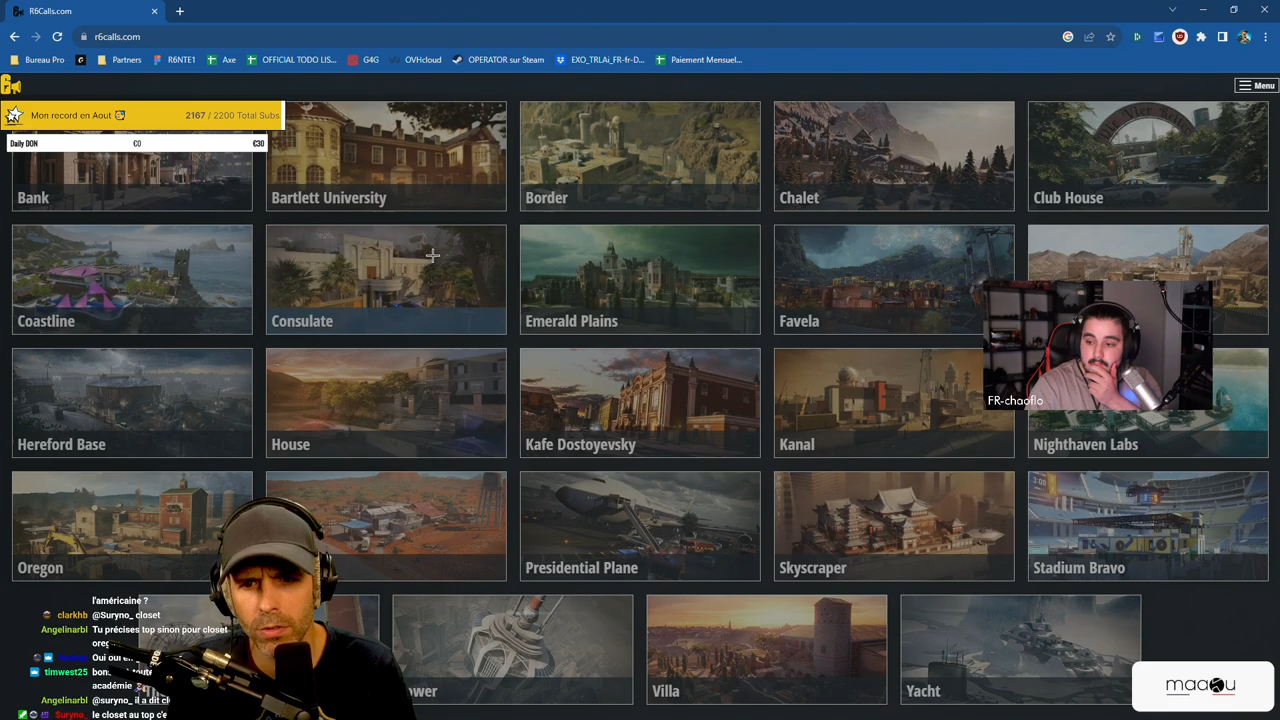 R6Calls.com
r6calls.com
Bureau Pro
Partners
R6NTE1
Axe
OFFICIAL TODO LIS...
G4G
OVHcloud
OPERATOR sur Steam
EXO_TRLAi_FR-fr-D...
Paiement Mensuel...
Menu
Mon record en Aout
2167 / 2200 Total Subs
Daily DON
€0
€30
Bank
Bartlett University
Border
Chalet
Club House
Coastline
Consulate
Emerald Plains
Favela
FR-chaoflo
Hereford Base
House
Kafe Dostoyevsky
Kanal
Nighthaven Labs
Oregon
Presidential Plane
Skyscraper
Stadium Bravo
l'américaine ?
clarkhb @Suryno_ closet
Angelinarbl Tu précises top sinon pour closet
Oui oui
timwest25
académie
Angelinarbl @suryno_ il a dit
Suryno_ le closet au top c'e
Villa
Yacht
maaou